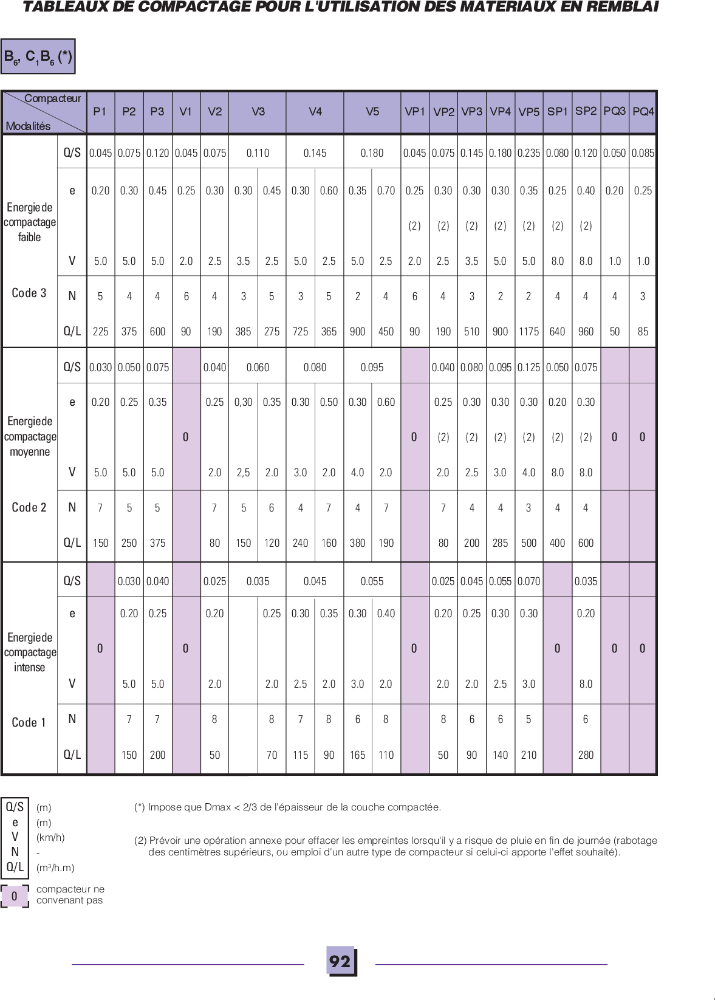 TABLEAUX DE COMPACTAGE POUR L'UTILISATION DES MATERIAUX EN REMBLAI
B6, C1B6 (*)
Compacteur
Modalités P1 P2 P3 V1 V2 V3 V4 V5 VP1 VP2 VP3 VP4 VP5 SP1 SP2 PQ3 PQ4
Q/S 0.045 0.075 0.120 0.045 0.075 0.110 0.145 0.180 0.045 0.075 0.145 0.180 0.235 0.080 0.120 0.050 0.085
e 0.20 0.30 0.45 0.25 0.30 0.30 0.45 0.30 0.60 0.35 0.70 0.25 0.30 0.30 0.30 0.35 0.25 0.40 0.20 0.25
Energie de
compactage (2) (2) (2) (2) (2) (2) (2)
faible
V 5.0 5.0 5.0 2.0 2.5 3.5 2.5 5.0 2.5 5.0 2.5 2.0 2.5 3.5 5.0 5.0 8.0 8.0 1.0 1.0
Code 3 N 5 4 4 6 4 3 5 3 5 2 4 6 4 3 2 2 4 4 4 3
Q/L 225 375 600 90 190 385 275 725 365 900 450 90 190 510 900 1175 640 960 50 85
Q/S 0.030 0.050 0.075 0.040 0.060 0.080 0.095 0.040 0.080 0.095 0.125 0.050 0.075
e 0.20 0.25 0.35 0.25 0,30 0.35 0.30 0.50 0.30 0.60 0.25 0.30 0.30 0.30 0.20 0.30
Energie de
compactage 0 0 (2) (2) (2) (2) (2) (2) 0 0
moyenne
V 5.0 5.0 5.0 2.0 2,5 2.0 3.0 2.0 4.0 2.0 2.0 2.5 3.0 4.0 8.0 8.0
Code 2 N 7 5 5 7 5 6 4 7 4 7 7 4 4 3 4 4
Q/L 150 250 375 80 150 120 240 160 380 190 80 200 285 500 400 600
Q/S 0.030 0.040 0.025 0.035 0.045 0.055 0.025 0.045 0.055 0.070 0.035
e 0.20 0.25 0.20 0.25 0.30 0.35 0.30 0.40 0.20 0.25 0.30 0.30 0.20
Energie de
compactage 0 0 0 0 0 0
intense
V 5.0 5.0 2.0 2.0 2.5 2.0 3.0 2.0 2.0 2.0 2.5 3.0 8.0
Code 1 N 7 7 8 8 7 8 6 8 8 6 6 5 6
Q/L 150 200 50 70 115 90 165 110 50 90 140 210 280
Q/S (m)
e (m)
V (km/h)
N -
Q/L (m³/h.m)
0 compacteur ne
convenant pas
(*) Impose que Dmax < 2/3 de l'épaisseur de la couche compactée.
(2) Prévoir une opération annexe pour effacer les empreintes lorsqu'il y a risque de pluie en fin de journée (rabotage
des centimètres supérieurs, ou emploi d'un autre type de compacteur si celui-ci apporte l'effet souhaité).
92